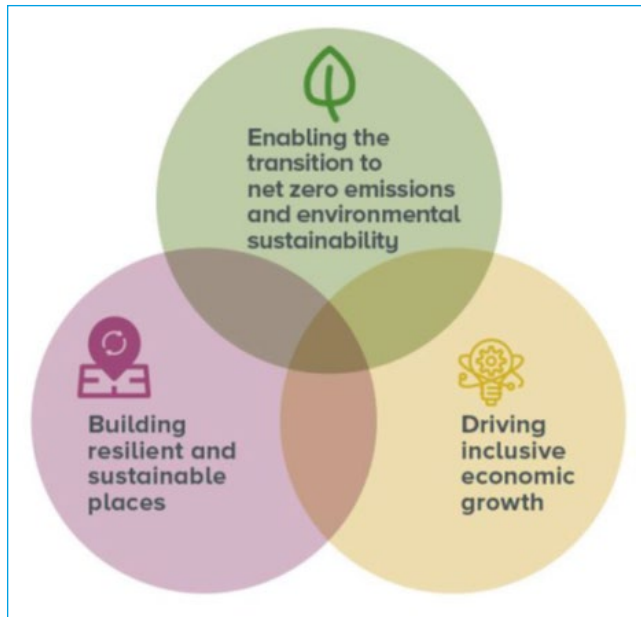 Enabling the
transition to
net zero emissions
and environmental
sustainability
Building
resilient and
sustainable
places
Driving
inclusive
economic
growth